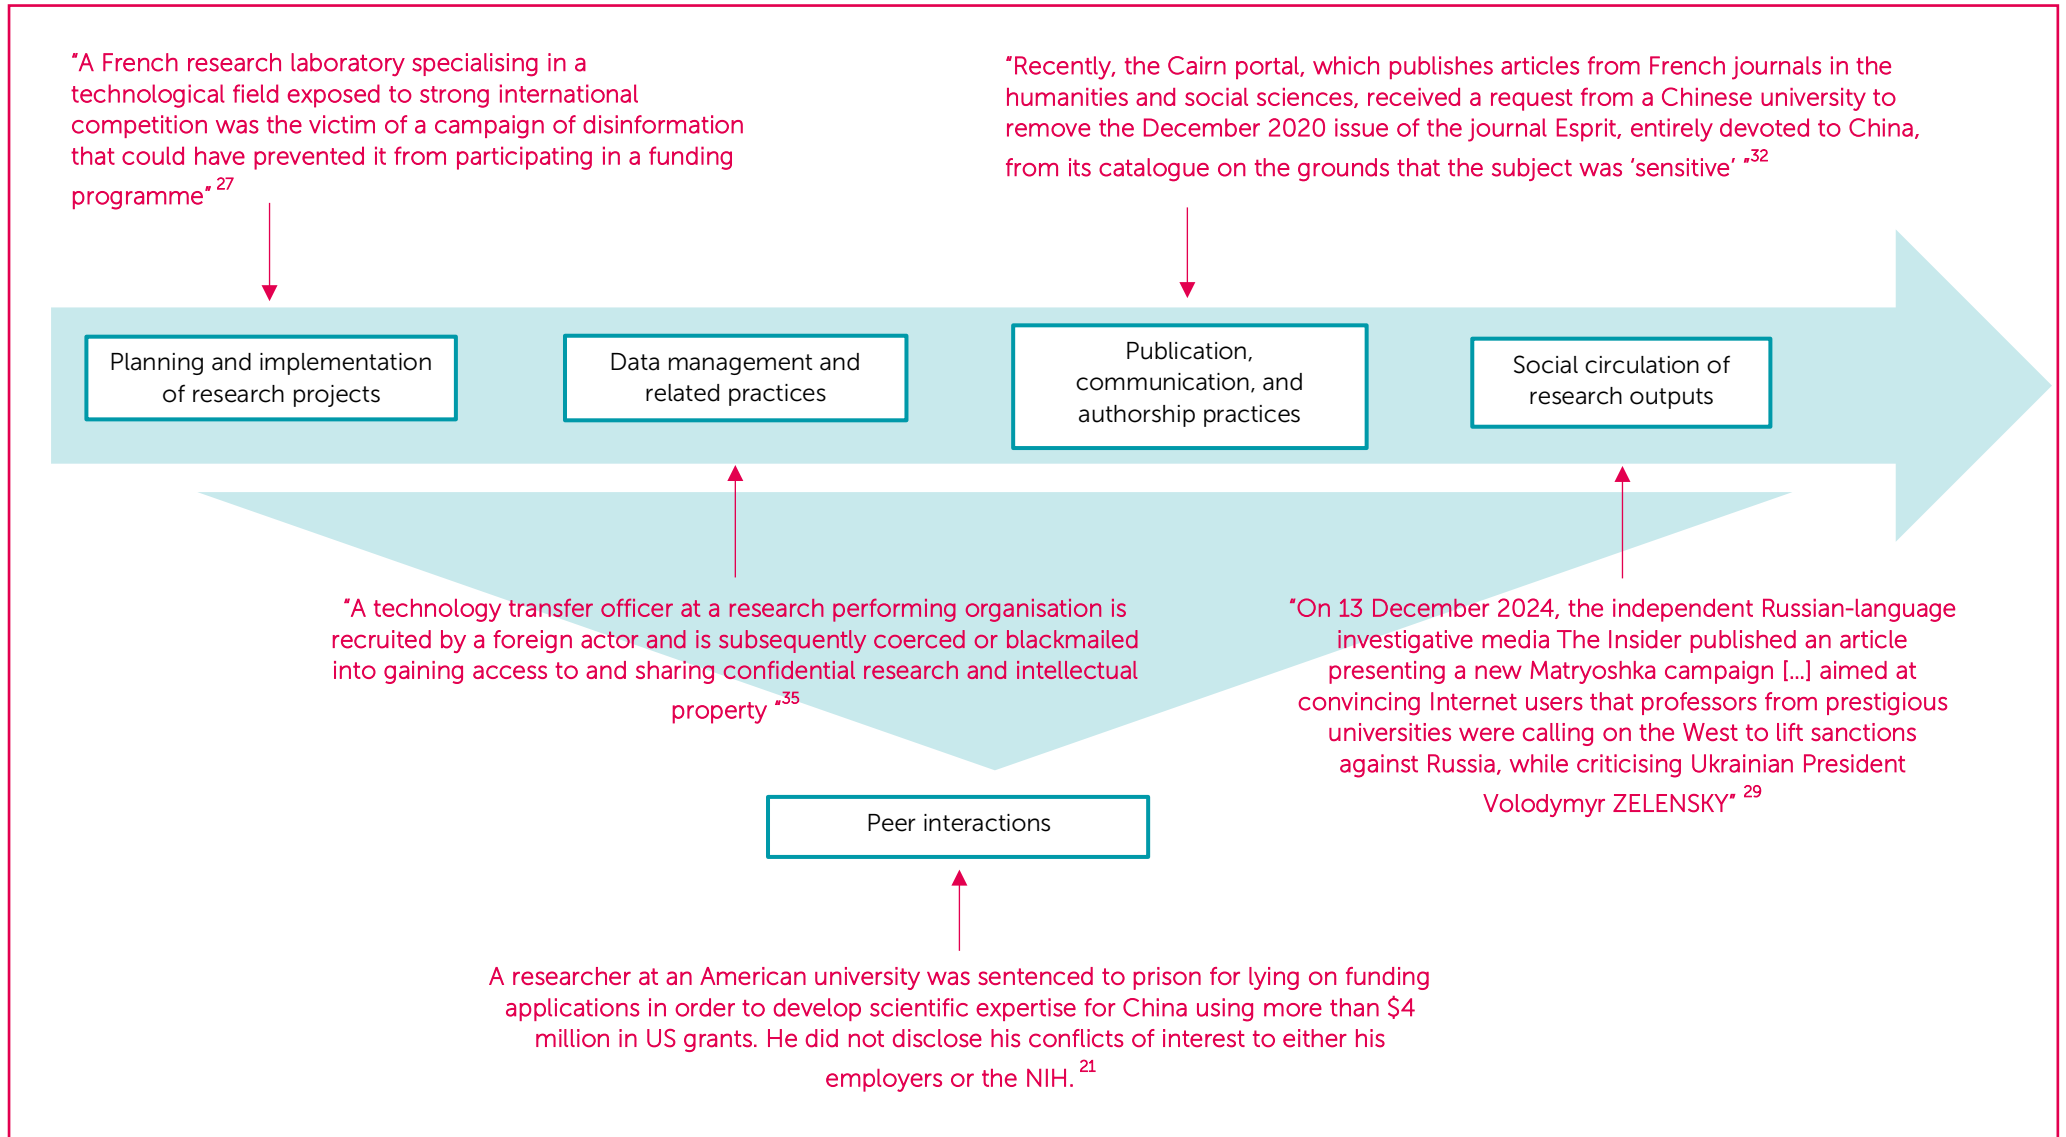 “A French research laboratory specialising in a
technological field exposed to strong international
competition was the victim of a campaign of disinformation
that could have prevented it from participating in a funding
programme” 27
“Recently, the Cairn portal, which publishes articles from French journals in the
humanities and social sciences, received a request from a Chinese university to
remove the December 2020 issue of the journal Esprit, entirely devoted to China,
from its catalogue on the grounds that the subject was ‘sensitive’ ”32
Planning and implementation
of research projects
Data management and
related practices
Publication,
communication, and
authorship practices
Social circulation of
research outputs
“A technology transfer officer at a research performing organisation is
recruited by a foreign actor and is subsequently coerced or blackmailed
into gaining access to and sharing confidential research and intellectual
property “35
“On 13 December 2024, the independent Russian-language
investigative media The Insider published an article
presenting a new Matryoshka campaign [...] aimed at
convincing Internet users that professors from prestigious
universities were calling on the West to lift sanctions
against Russia, while criticising Ukrainian President
Volodymyr ZELENSKY” 29
Peer interactions
A researcher at an American university was sentenced to prison for lying on funding
applications in order to develop scientific expertise for China using more than $4
million in US grants. He did not disclose his conflicts of interest to either his
employers or the NIH. 21